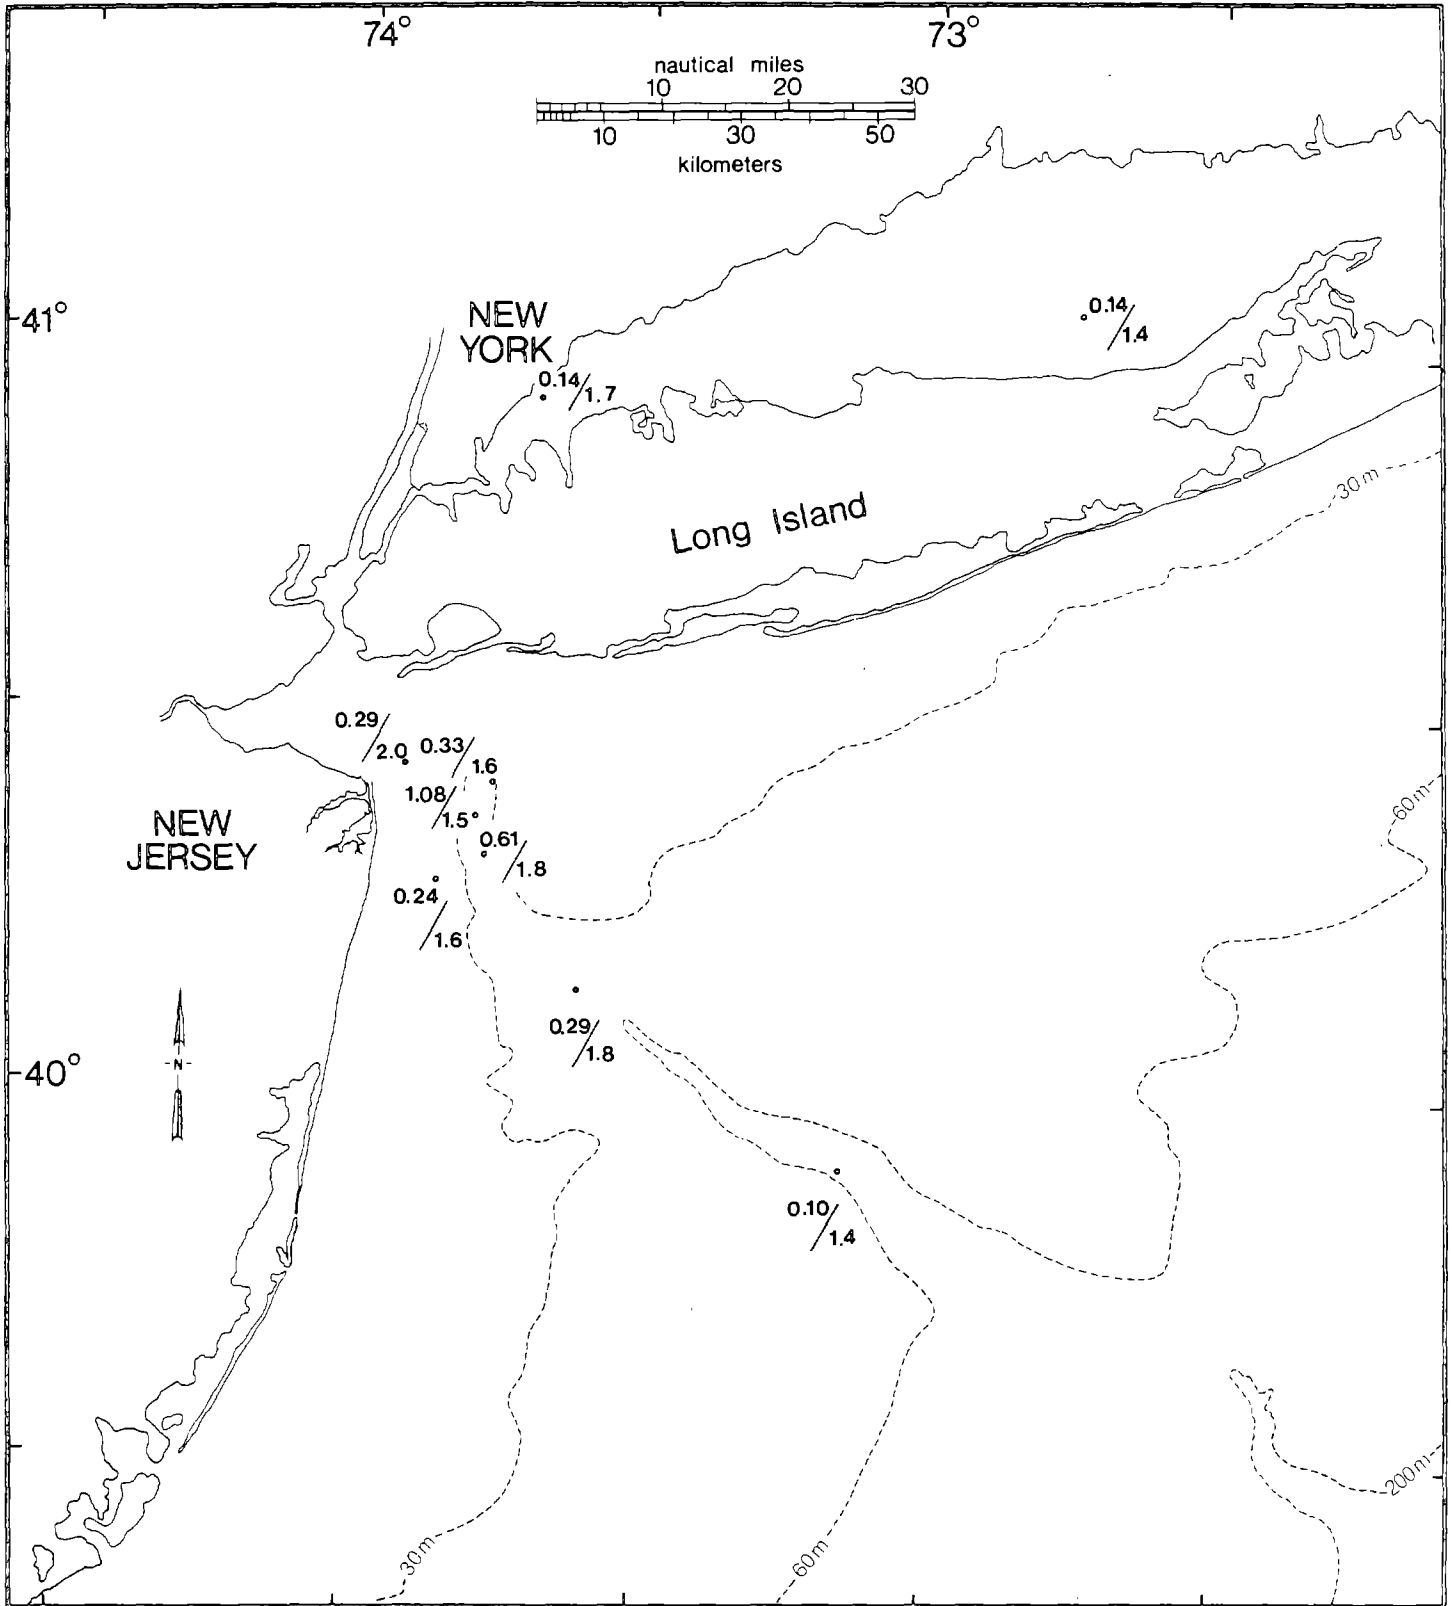 74°
73°
nautical miles
10 20 30
10 30 50
kilometers
41°
NEW
YORK
0.14/1.4
0.14/1.7
Long Island
30m
0.29/2.0
0.33/1.6
1.08/1.5
NEW
JERSEY
0.61/1.8
60m
0.24/1.6
0.29/1.8
N
40°
0.10/1.4
200m
30m
60m